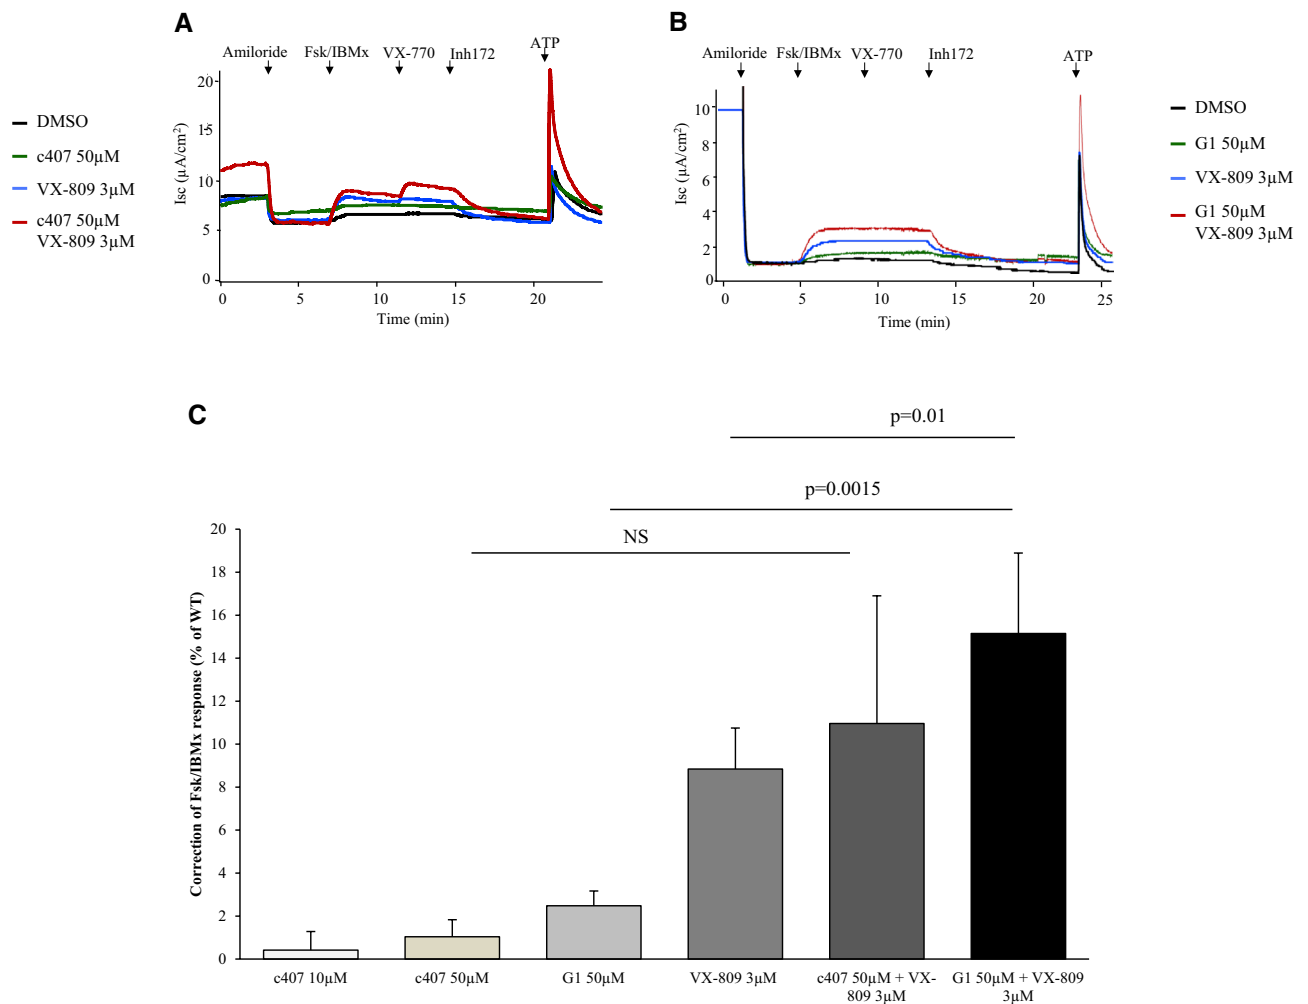 A
Amiloride Fsk/IBMx VX-770 Inh172 ATP
DMSO
c407 50µM
VX-809 3µM
c407 50µM
VX-809 3µM
Isc (µA/cm2)
20
15
10
5
0
0 5 10 15 20
Time (min)
B
Amiloride Fsk/IBMx VX-770 Inh172 ATP
Isc (µA/cm2)
10
8
6
4
2
0
0 5 10 15 20 25
Time (min)
DMSO
G1 50µM
VX-809 3µM
G1 50µM
VX-809 3µM
C
p=0.01
p=0.0015
NS
Correction of Fsk/IBMx response (% of WT)
20
18
16
14
12
10
8
6
4
2
0
c407 10µM
c407 50µM
G1 50µM
VX-809 3µM
c407 50µM + VX-
809 3µM
G1 50µM + VX-809
3µM